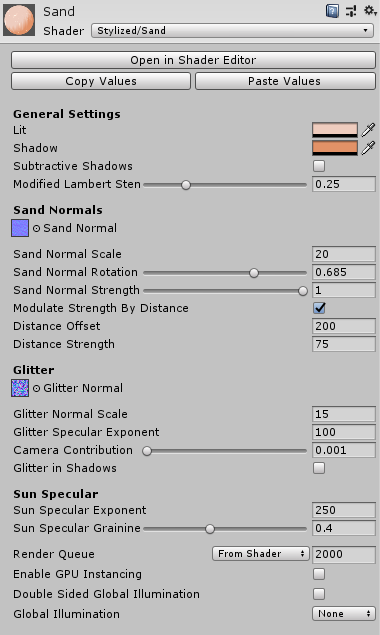 Sand
Shader Stylized/Sand
Open in Shader Editor
Copy Values Paste Values
General Settings
Lit
Shadow
Subtractive Shadows
Modified Lambert Sten 0.25
Sand Normals
Sand Normal
Sand Normal Scale 20
Sand Normal Rotation 0.685
Sand Normal Strength 1
Modulate Strength By Distance
Distance Offset 200
Distance Strength 75
Glitter
Glitter Normal
Glitter Normal Scale 15
Glitter Specular Exponent 100
Camera Contribution 0.001
Glitter in Shadows
Sun Specular
Sun Specular Exponent 250
Sun Specular Grainine 0.4
Render Queue From Shader 2000
Enable GPU Instancing
Double Sided Global Illumination
Global Illumination None